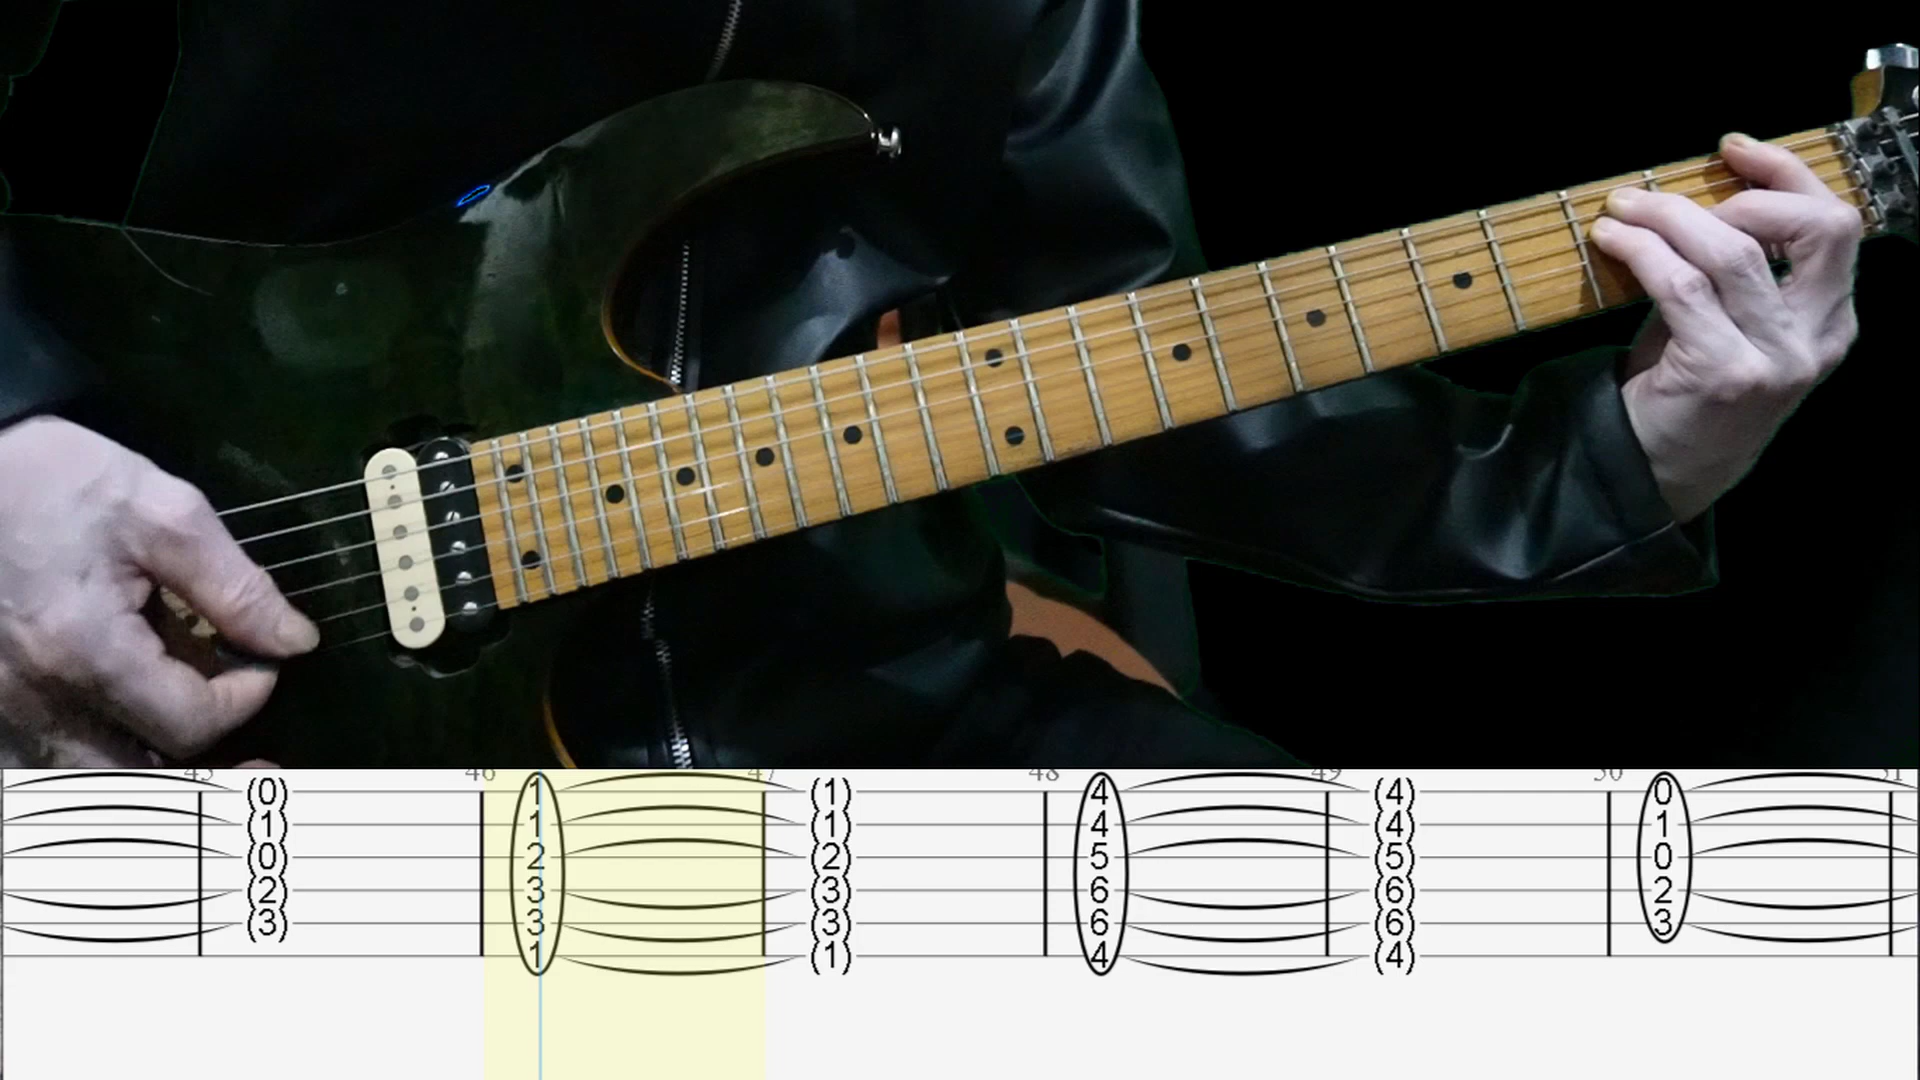 45 46 47 48 49 50 51
(0) 1 (1) 4 (4) 0
(1) 1 (1) 4 (4) 1
(0) 2 (2) 5 (5) 0
(2) 3 (3) 6 (6) 2
(3) 3 (3) 6 (6) 3
1 (1) 4 (4)